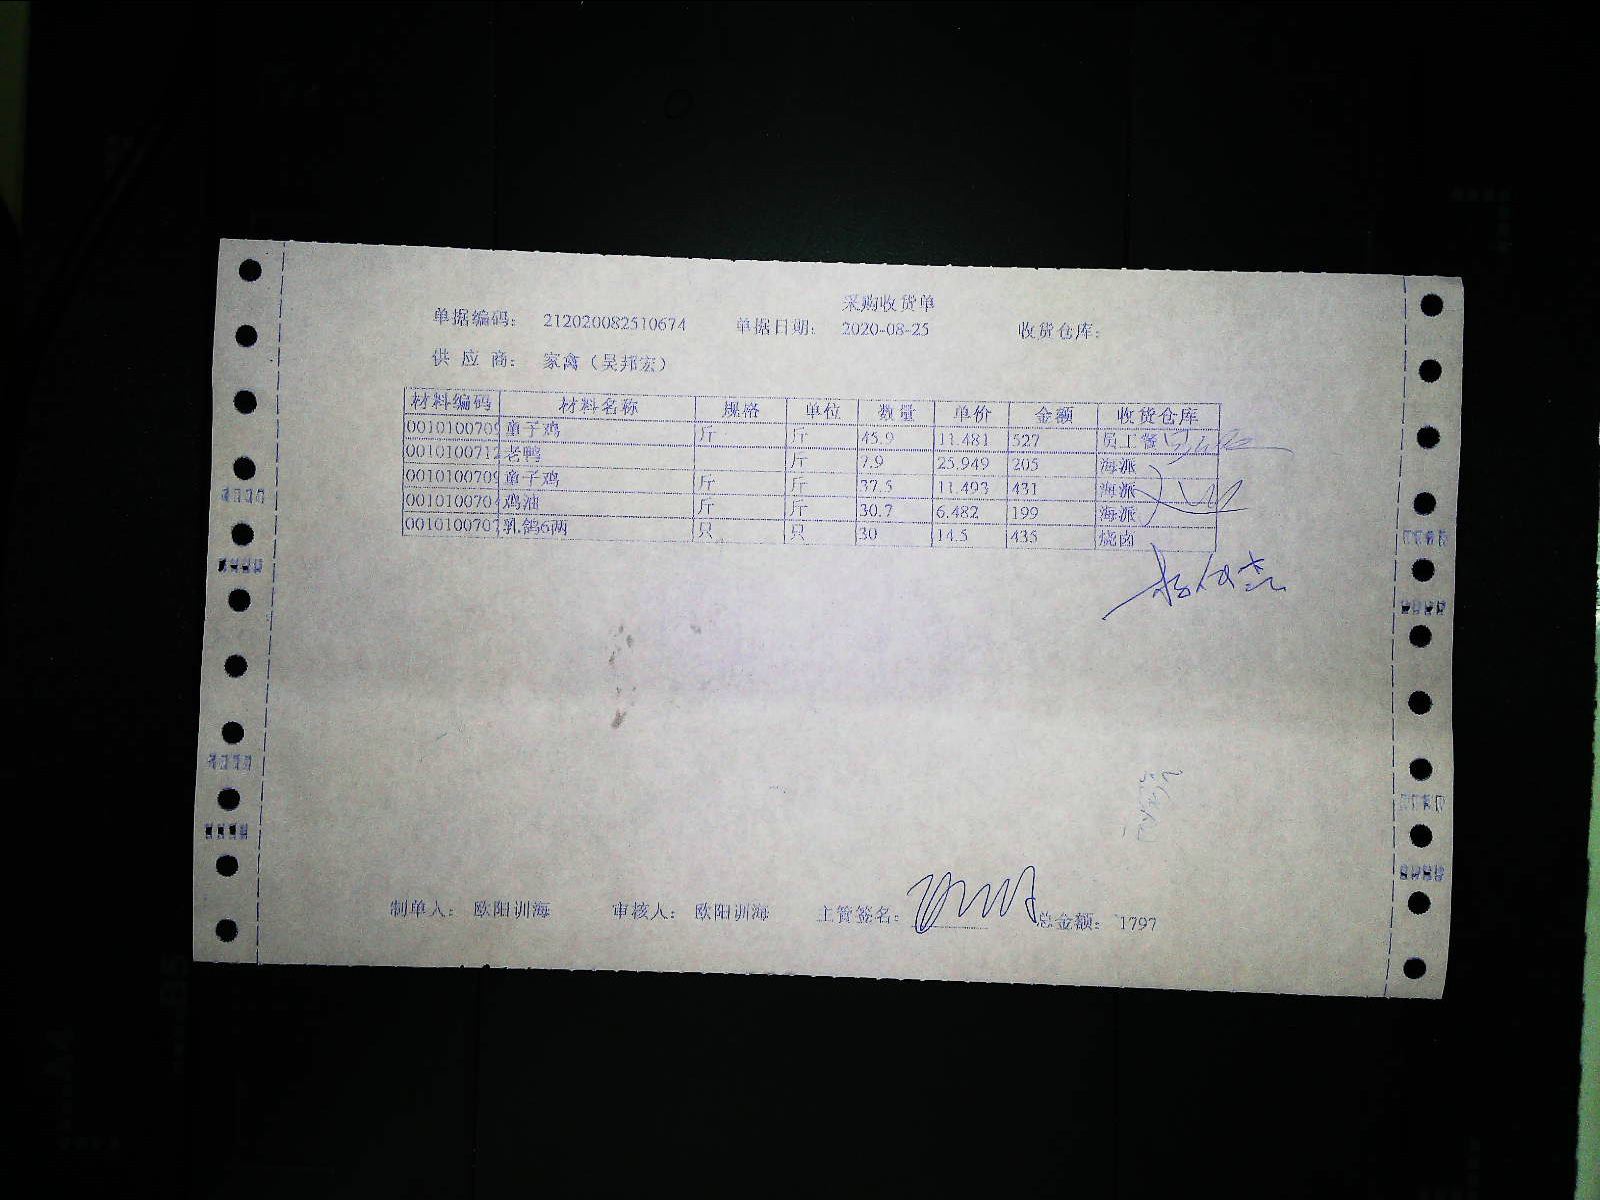 采购收货单
单据编码: 212020082510674 单据日期: 2020-08-25 收货仓库:
供 应 商: 家禽（吴邦宏）
材料编码 材料名称 规格 单位 数量 单价 金额 收货仓库
0010100709 童子鸡 斤 斤 45.9 11.481 527 员工餐
0010100712 老鸭 斤 7.9 25.949 205 海派
0010100709 童子鸡 斤 斤 37.5 11.493 431 海派
0010100704 鸡油 斤 斤 30.7 6.482 199 海派
0010100707 乳鸽6两 只 只 30 14.5 435 烧卤
制单人: 欧阳训海 审核人: 欧阳训海 主管签名: 总金额: 1797